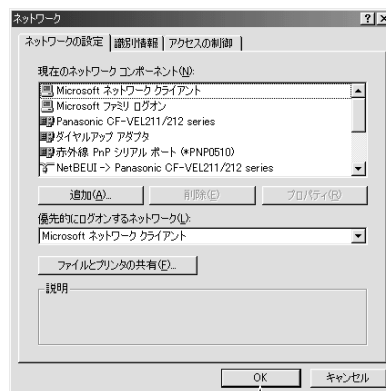 ネットワーク
ネットワークの設定 識別情報 アクセスの制御
現在のネットワーク コンポーネント(N):
Microsoft ネットワーク クライアント
Microsoft ファミリ ログオン
Panasonic CF-VEL211/212 series
ダイヤルアップ アダプタ
赤外線 PnP シリアル ポート (*PNP0510)
NetBEUI -> Panasonic CF-VEL211/212 series
追加(A)... 削除(E) プロパティ(R)
優先的にログオンするネットワーク(L):
Microsoft ネットワーク クライアント
ファイルとプリンタの共有(F)...
説明
OK キャンセル